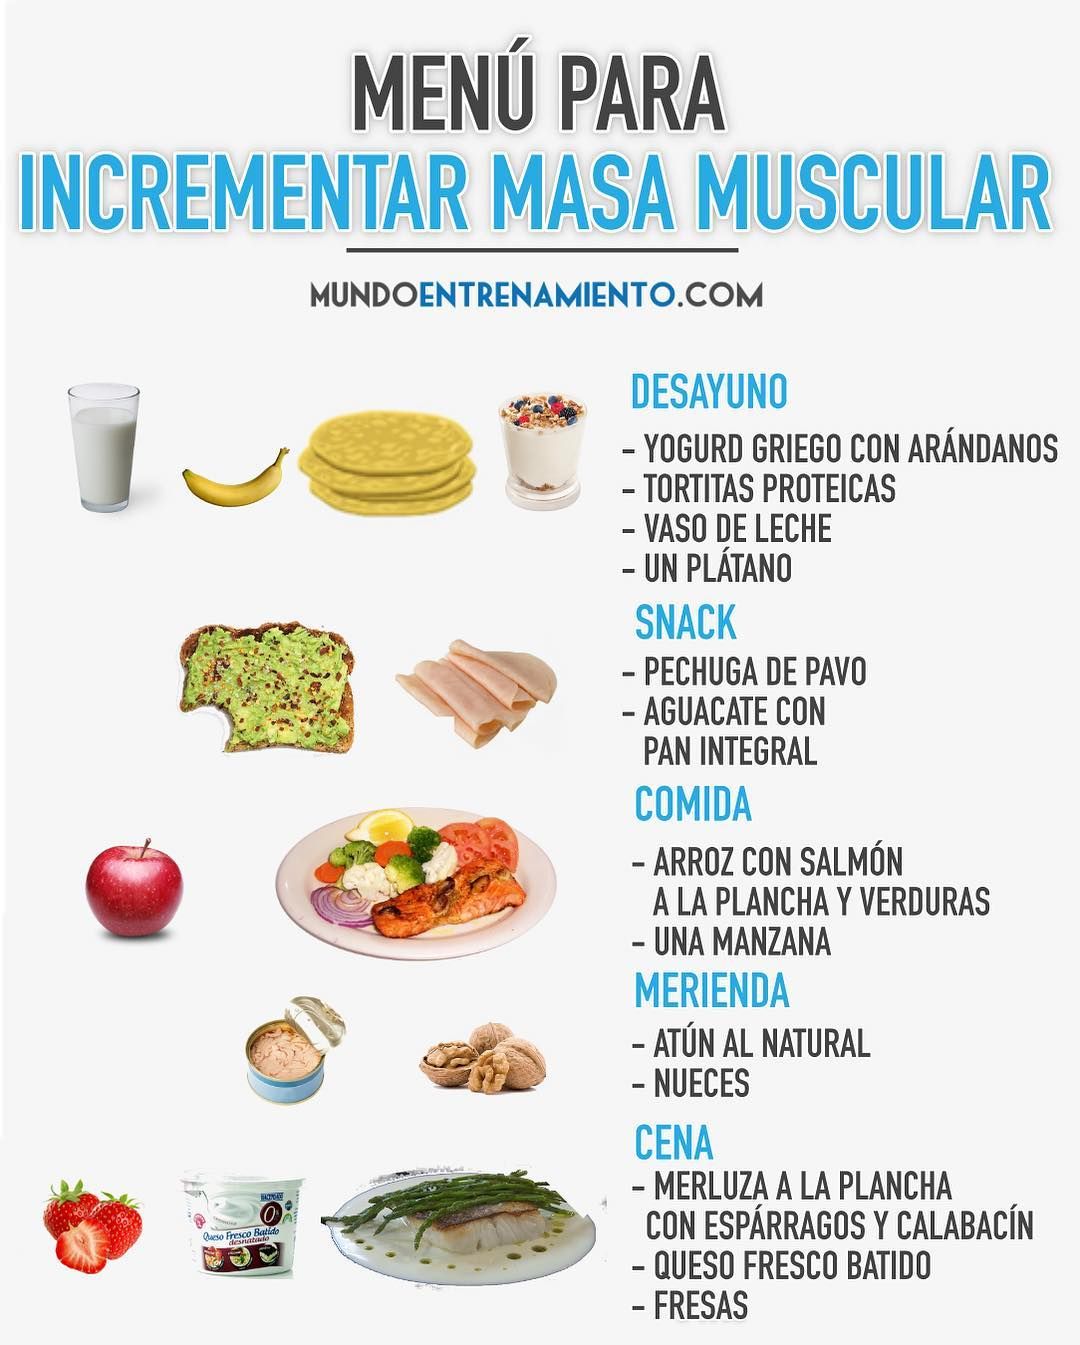 MENÚ PARA
INCREMENTAR MASA MUSCULAR
MUNDOENTRENAMIENTO.COM
DESAYUNO
- YOGURD GRIEGO CON ARÁNDANOS
- TORTITAS PROTEICAS
- VASO DE LECHE
- UN PLÁTANO
SNACK
- PECHUGA DE PAVO
- AGUACATE CON
PAN INTEGRAL
COMIDA
- ARROZ CON SALMÓN
A LA PLANCHA Y VERDURAS
- UNA MANZANA
MERIENDA
- ATÚN AL NATURAL
- NUECES
CENA
- MERLUZA A LA PLANCHA
CON ESPÁRRAGOS Y CALABACÍN
- QUESO FRESCO BATIDO
- FRESAS
HACENDADO
0%
Queso Fresco Batido
desnatado